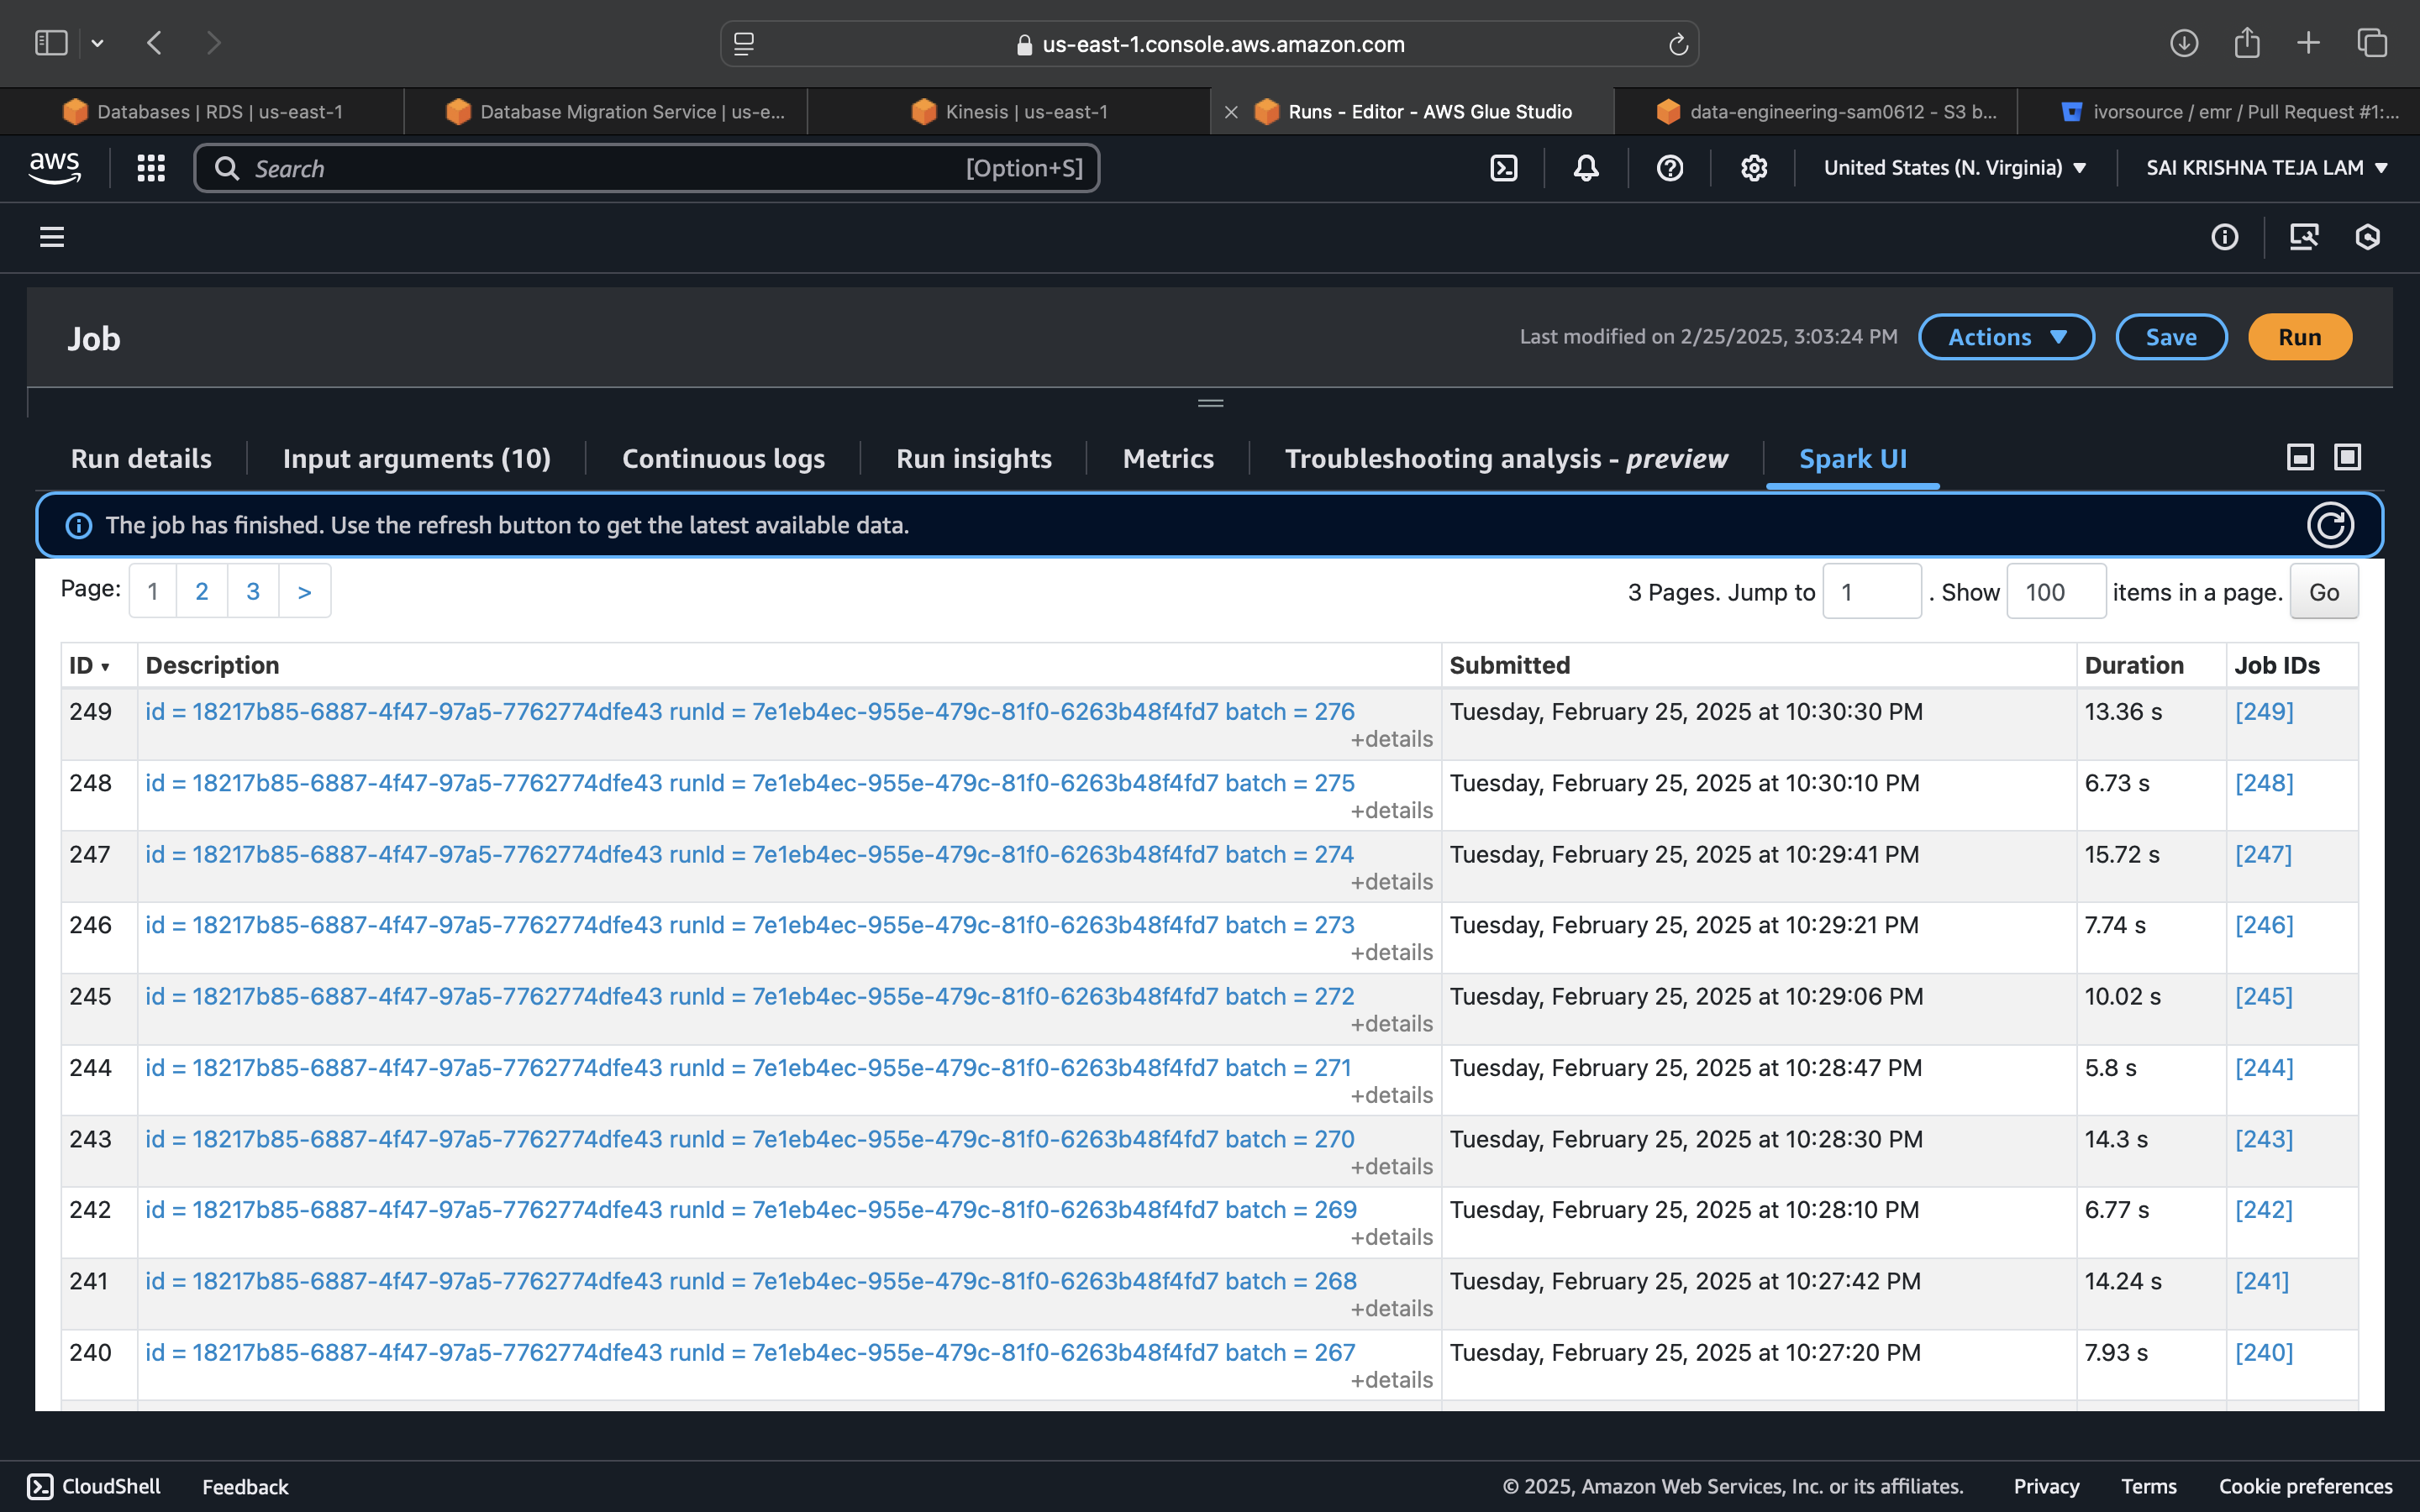 us-east-1.console.aws.amazon.com
Databases | RDS | us-east-1
Database Migration Service | us-e...
Kinesis | us-east-1
Runs - Editor - AWS Glue Studio
data-engineering-sam0612 - S3 b...
ivorsource / emr / Pull Request #1:...
aws
Search
[Option+S]
United States (N. Virginia)
SAI KRISHNA TEJA LAM
Job
Last modified on 2/25/2025, 3:03:24 PM
Actions
Save
Run
Run details
Input arguments (10)
Continuous logs
Run insights
Metrics
Troubleshooting analysis - preview
Spark UI
The job has finished. Use the refresh button to get the latest available data.
Page: 1 2 3 >
3 Pages. Jump to 1 . Show 100 items in a page. Go
ID ▾ Description Submitted Duration Job IDs
249 id = 18217b85-6887-4f47-97a5-7762774dfe43 runId = 7e1eb4ec-955e-479c-81f0-6263b48f4fd7 batch = 276 Tuesday, February 25, 2025 at 10:30:30 PM 13.36 s [249]
+details
248 id = 18217b85-6887-4f47-97a5-7762774dfe43 runId = 7e1eb4ec-955e-479c-81f0-6263b48f4fd7 batch = 275 Tuesday, February 25, 2025 at 10:30:10 PM 6.73 s [248]
+details
247 id = 18217b85-6887-4f47-97a5-7762774dfe43 runId = 7e1eb4ec-955e-479c-81f0-6263b48f4fd7 batch = 274 Tuesday, February 25, 2025 at 10:29:41 PM 15.72 s [247]
+details
246 id = 18217b85-6887-4f47-97a5-7762774dfe43 runId = 7e1eb4ec-955e-479c-81f0-6263b48f4fd7 batch = 273 Tuesday, February 25, 2025 at 10:29:21 PM 7.74 s [246]
+details
245 id = 18217b85-6887-4f47-97a5-7762774dfe43 runId = 7e1eb4ec-955e-479c-81f0-6263b48f4fd7 batch = 272 Tuesday, February 25, 2025 at 10:29:06 PM 10.02 s [245]
+details
244 id = 18217b85-6887-4f47-97a5-7762774dfe43 runId = 7e1eb4ec-955e-479c-81f0-6263b48f4fd7 batch = 271 Tuesday, February 25, 2025 at 10:28:47 PM 5.8 s [244]
+details
243 id = 18217b85-6887-4f47-97a5-7762774dfe43 runId = 7e1eb4ec-955e-479c-81f0-6263b48f4fd7 batch = 270 Tuesday, February 25, 2025 at 10:28:30 PM 14.3 s [243]
+details
242 id = 18217b85-6887-4f47-97a5-7762774dfe43 runId = 7e1eb4ec-955e-479c-81f0-6263b48f4fd7 batch = 269 Tuesday, February 25, 2025 at 10:28:10 PM 6.77 s [242]
+details
241 id = 18217b85-6887-4f47-97a5-7762774dfe43 runId = 7e1eb4ec-955e-479c-81f0-6263b48f4fd7 batch = 268 Tuesday, February 25, 2025 at 10:27:42 PM 14.24 s [241]
+details
240 id = 18217b85-6887-4f47-97a5-7762774dfe43 runId = 7e1eb4ec-955e-479c-81f0-6263b48f4fd7 batch = 267 Tuesday, February 25, 2025 at 10:27:20 PM 7.93 s [240]
+details
CloudShell
Feedback
© 2025, Amazon Web Services, Inc. or its affiliates.
Privacy
Terms
Cookie preferences